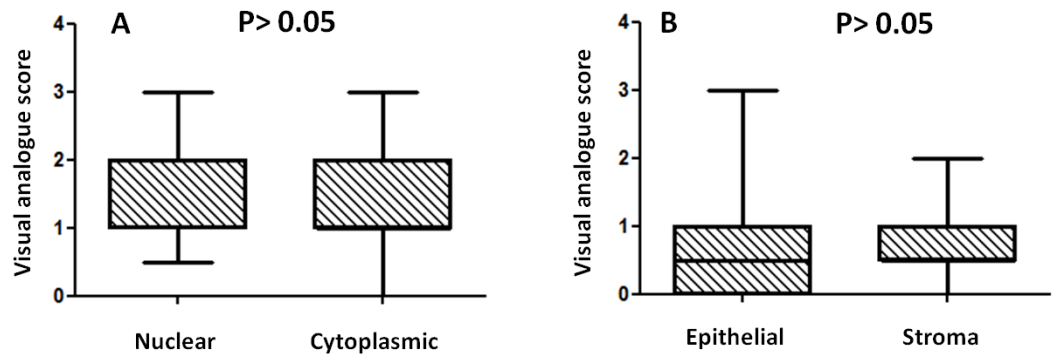 A P> 0.05
Visual analogue score
4
3
2
1
0
Nuclear Cytoplasmic
B P> 0.05
Visual analogue score
4
3
2
1
0
Epithelial Stroma